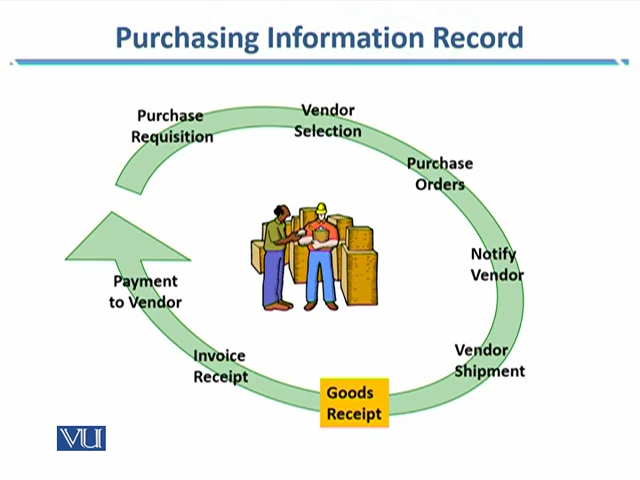 Purchasing Information Record
Purchase
Requisition
Vendor
Selection
Purchase
Orders
Notify
Vendor
Vendor
Shipment
Goods
Receipt
Invoice
Receipt
Payment
to Vendor
VU